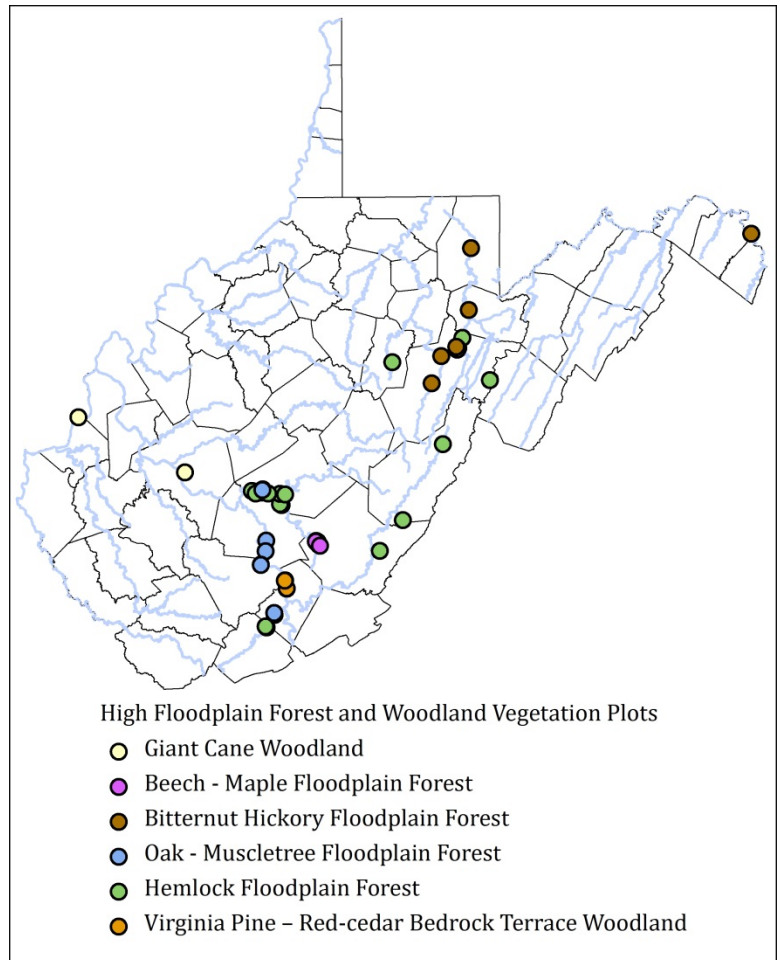 High Floodplain Forest and Woodland Vegetation Plots
Giant Cane Woodland
Beech - Maple Floodplain Forest
Bitternut Hickory Floodplain Forest
Oak - Muscletree Floodplain Forest
Hemlock Floodplain Forest
Virginia Pine – Red-cedar Bedrock Terrace Woodland